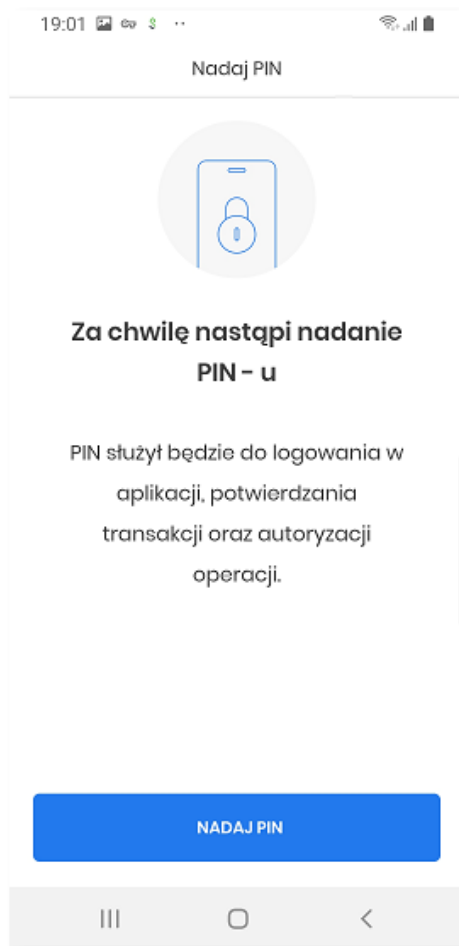 19:01
Nadaj PIN
Za chwilę nastąpi nadanie
PIN - u
PIN służył będzie do logowania w
aplikacji, potwierdzania
transakcji oraz autoryzacji
operacji.
NADAJ PIN